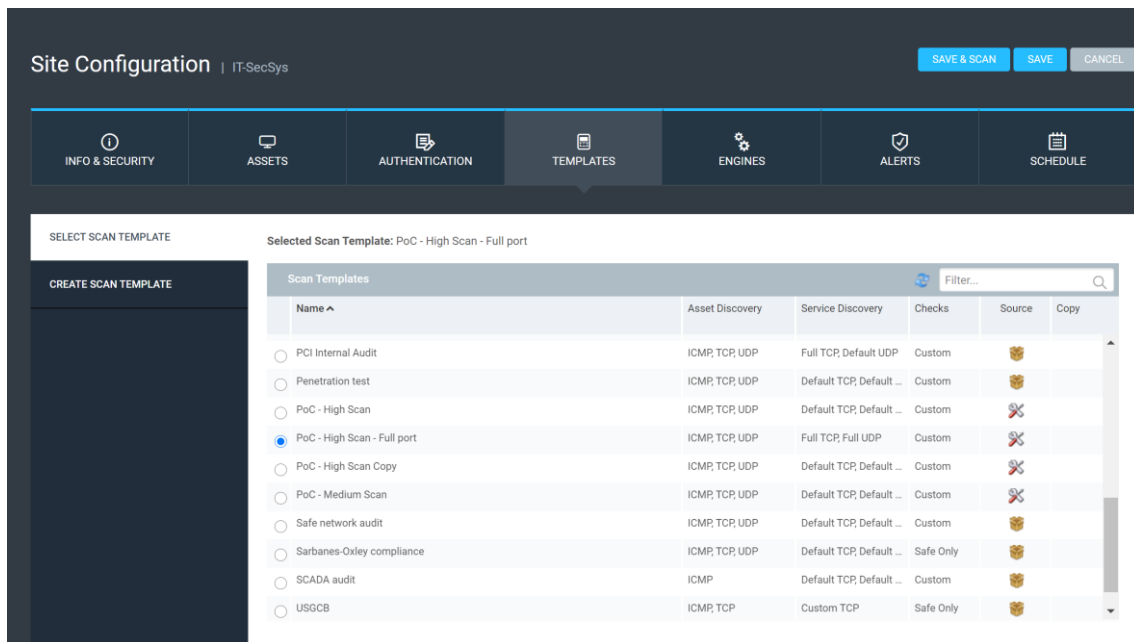 Site Configuration | IT-SecSys
SAVE & SCAN
SAVE
CANCEL
INFO & SECURITY
ASSETS
AUTHENTICATION
TEMPLATES
ENGINES
ALERTS
SCHEDULE
SELECT SCAN TEMPLATE
CREATE SCAN TEMPLATE
Selected Scan Template: PoC - High Scan - Full port
Scan Templates
Filter...
Name Asset Discovery Service Discovery Checks Source Copy
PCI Internal Audit ICMP, TCP, UDP Full TCP, Default UDP Custom
Penetration test ICMP, TCP, UDP Default TCP, Default ... Custom
PoC - High Scan ICMP, TCP, UDP Default TCP, Default ... Custom
PoC - High Scan - Full port ICMP, TCP, UDP Full TCP, Full UDP Custom
PoC - High Scan Copy ICMP, TCP, UDP Default TCP, Default ... Custom
PoC - Medium Scan ICMP, TCP, UDP Default TCP, Default ... Custom
Safe network audit ICMP, TCP, UDP Default TCP, Default ... Custom
Sarbanes-Oxley compliance ICMP, TCP, UDP Default TCP, Default ... Safe Only
SCADA audit ICMP Default TCP, Default ... Custom
USGCB ICMP, TCP Custom TCP Safe Only